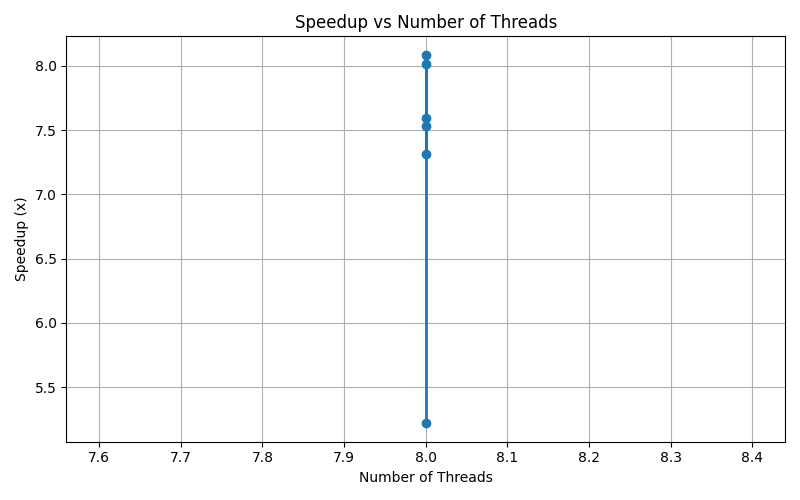 Speedup vs Number of Threads
8.0
7.5
7.0
6.5
6.0
5.5
Speedup (x)
7.6 7.7 7.8 7.9 8.0 8.1 8.2 8.3 8.4
Number of Threads